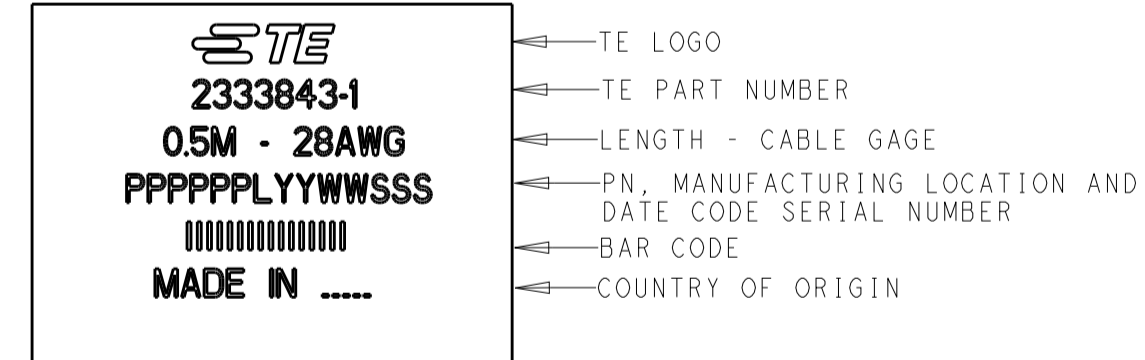 TE
2333843-1
0.5M - 28AWG
PPPPPPLYYWWSSS
MADE IN .....
TE LOGO
TE PART NUMBER
LENGTH - CABLE GAGE
PN, MANUFACTURING LOCATION AND
DATE CODE SERIAL NUMBER
BAR CODE
COUNTRY OF ORIGIN